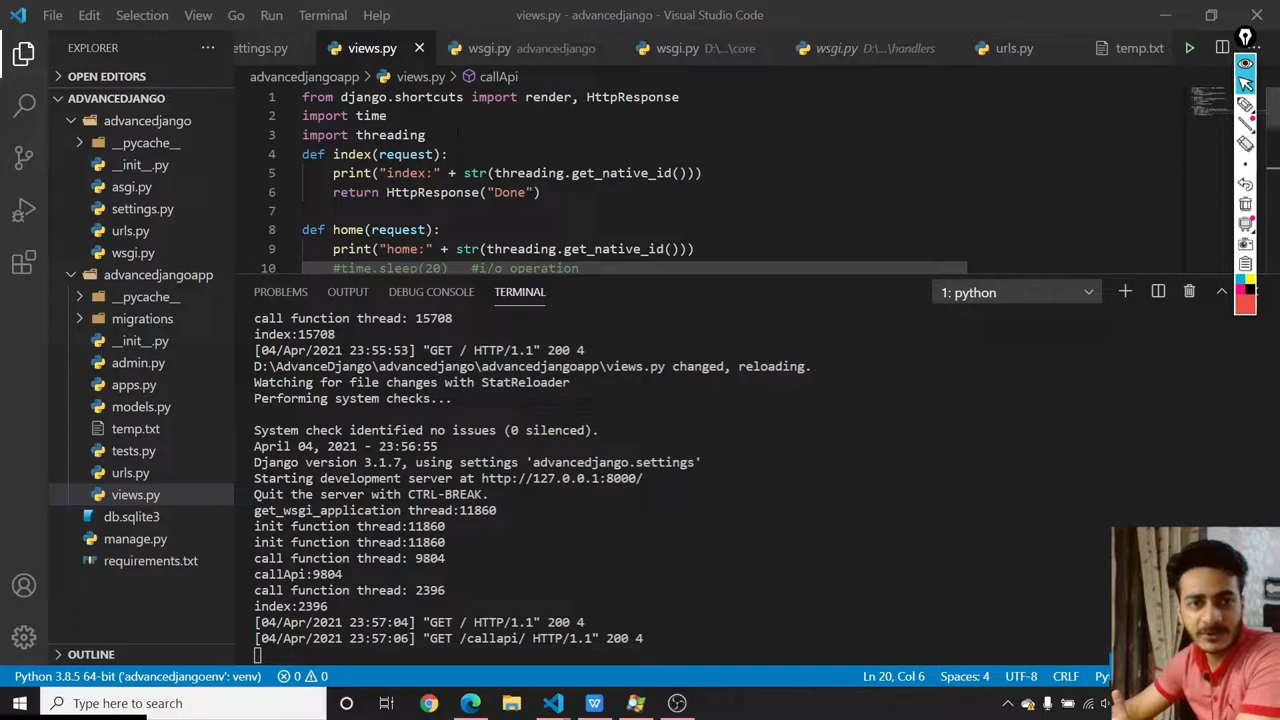 File Edit Selection View Go Run Terminal Help
views.py - advancedjango - Visual Studio Code
EXPLORER
ettings.py views.py wsgi.py advancedjango wsgi.py D:\...\core wsgi.py D:\...\handlers urls.py temp.txt
OPEN EDITORS
ADVANCEDJANGO
advancedjango
__pycache__
__init__.py
asgi.py
settings.py
urls.py
wsgi.py
advancedjangoapp
__pycache__
migrations
__init__.py
admin.py
apps.py
models.py
temp.txt
tests.py
urls.py
views.py
db.sqlite3
manage.py
requirements.txt
OUTLINE
advancedjangoapp > views.py > callApi
1 from django.shortcuts import render, HttpResponse
2 import time
3 import threading
4 def index(request):
5 print("index:" + str(threading.get_native_id()))
6 return HttpResponse("Done")
7
8 def home(request):
9 print("home:" + str(threading.get_native_id()))
10 #time.sleep(20) #i/o operation
PROBLEMS OUTPUT DEBUG CONSOLE TERMINAL
1: python
call function thread: 15708
index:15708
[04/Apr/2021 23:55:53] "GET / HTTP/1.1" 200 4
D:\AdvanceDjango\advancedjango\advancedjangoapp\views.py changed, reloading.
Watching for file changes with StatReloader
Performing system checks...
System check identified no issues (0 silenced).
April 04, 2021 - 23:56:55
Django version 3.1.7, using settings 'advancedjango.settings'
Starting development server at http://127.0.0.1:8000/
Quit the server with CTRL-BREAK.
get_wsgi_application thread:11860
init function thread:11860
init function thread:11860
call function thread: 9804
callApi:9804
call function thread: 2396
index:2396
[04/Apr/2021 23:57:04] "GET / HTTP/1.1" 200 4
[04/Apr/2021 23:57:06] "GET /callapi/ HTTP/1.1" 200 4
Python 3.8.5 64-bit ('advancedjangoenv': venv) 0 0
Ln 20, Col 6 Spaces: 4 UTF-8 CRLF Py
Type here to search